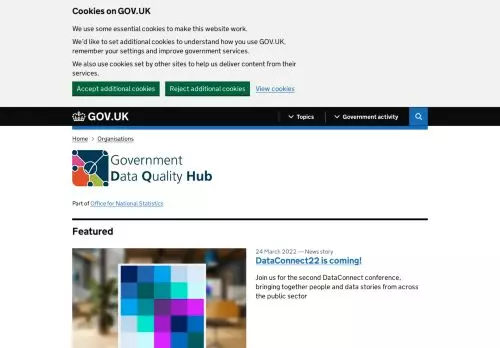 Cookies on GOV.UK
We use some essential cookies to make this website work.
We'd like to set additional cookies to understand how you use GOV.UK,
remember your settings and improve government services.
We also use cookies set by other sites to help us deliver content from their
services.
Accept additional cookies Reject additional cookies View cookies
GOV.UK Topics Government activity
Home > Organisations
Government
Data Quality Hub
Part of Office for National Statistics
Featured
24 March 2022 — News story
DataConnect22 is coming!
Join us for the second DataConnect conference,
bringing together people and data stories from across
the public sector